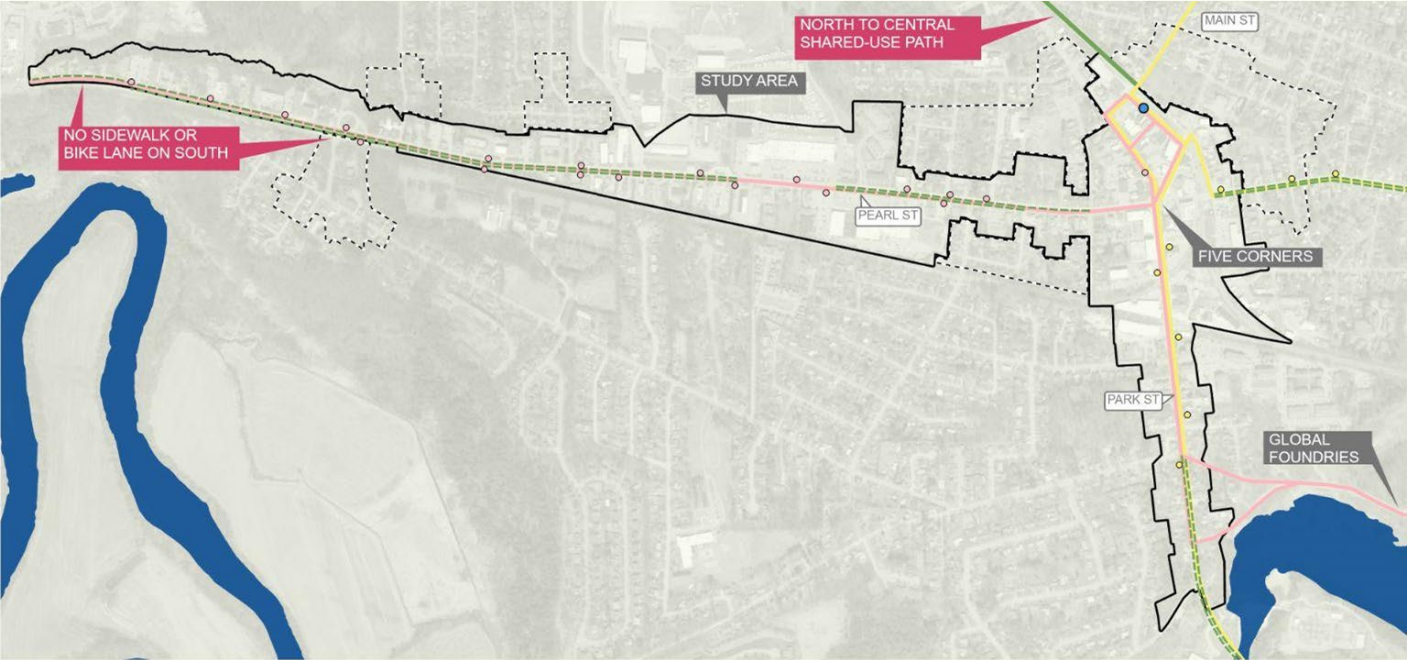 NORTH TO CENTRAL
SHARED-USE PATH
MAIN ST
STUDY AREA
NO SIDEWALK OR
BIKE LANE ON SOUTH
PEARL ST
FIVE CORNERS
PARK ST
GLOBAL
FOUNDRIES